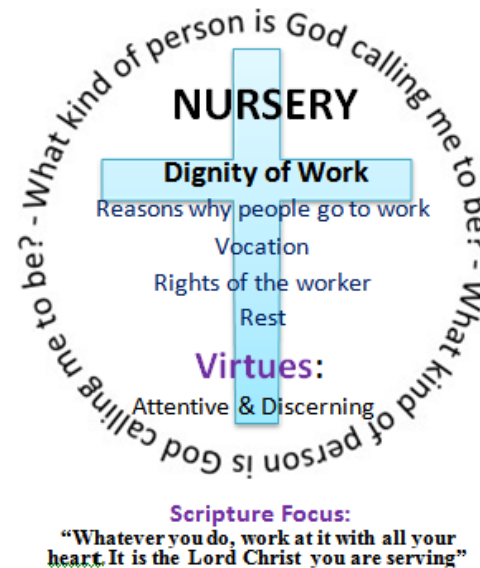 What kind of person is God calling me to be? - What kind of person is God calling me to be? -
NURSERY
Dignity of Work
Reasons why people go to work
Vocation
Rights of the worker
Rest
Virtues:
Attentive & Discerning
Scripture Focus:
“Whatever you do, work at it with all your
heart. It is the Lord Christ you are serving”